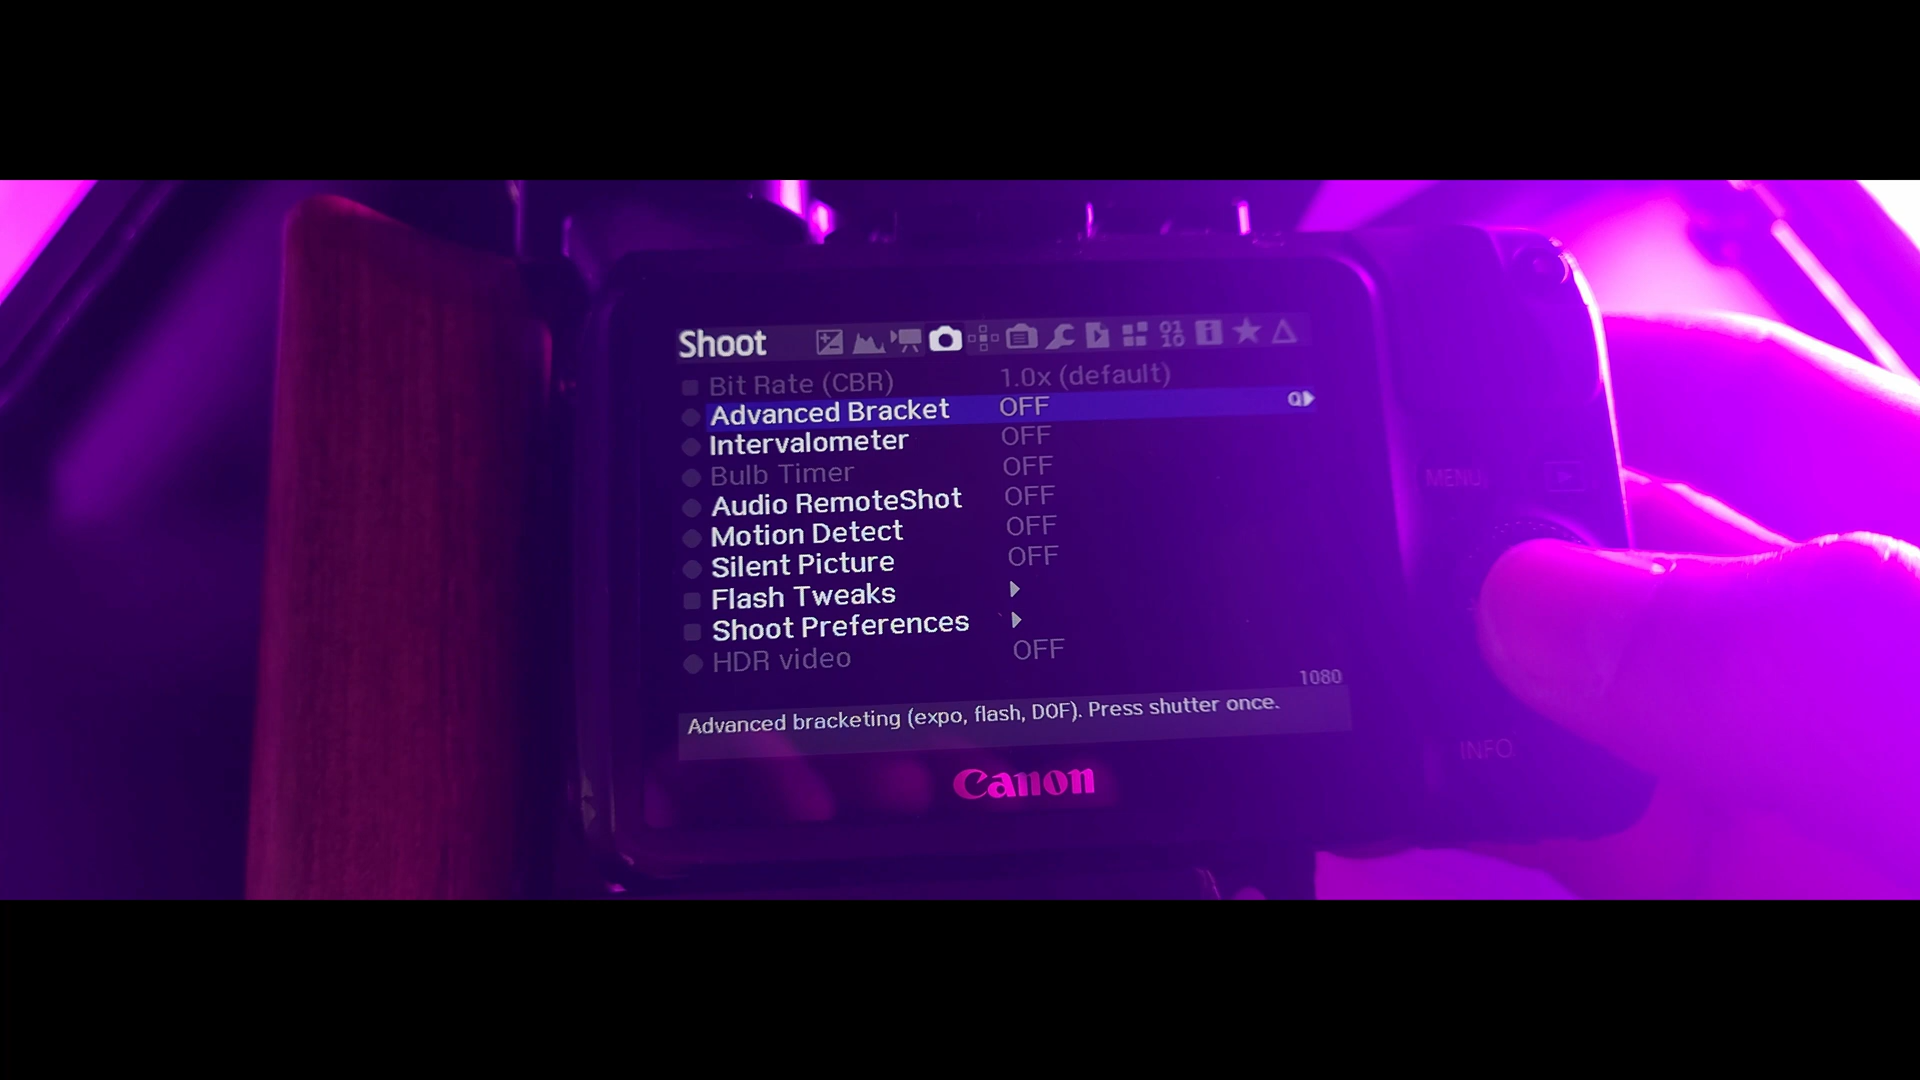 Shoot
Bit Rate (CBR) 1.0x (default)
Advanced Bracket OFF
Intervalometer OFF
Bulb Timer OFF
Audio RemoteShot OFF
Motion Detect OFF
Silent Picture OFF
Flash Tweaks
Shoot Preferences
HDR video OFF
1080
Advanced bracketing (expo, flash, DOF). Press shutter once.
Canon
MENU
INFO